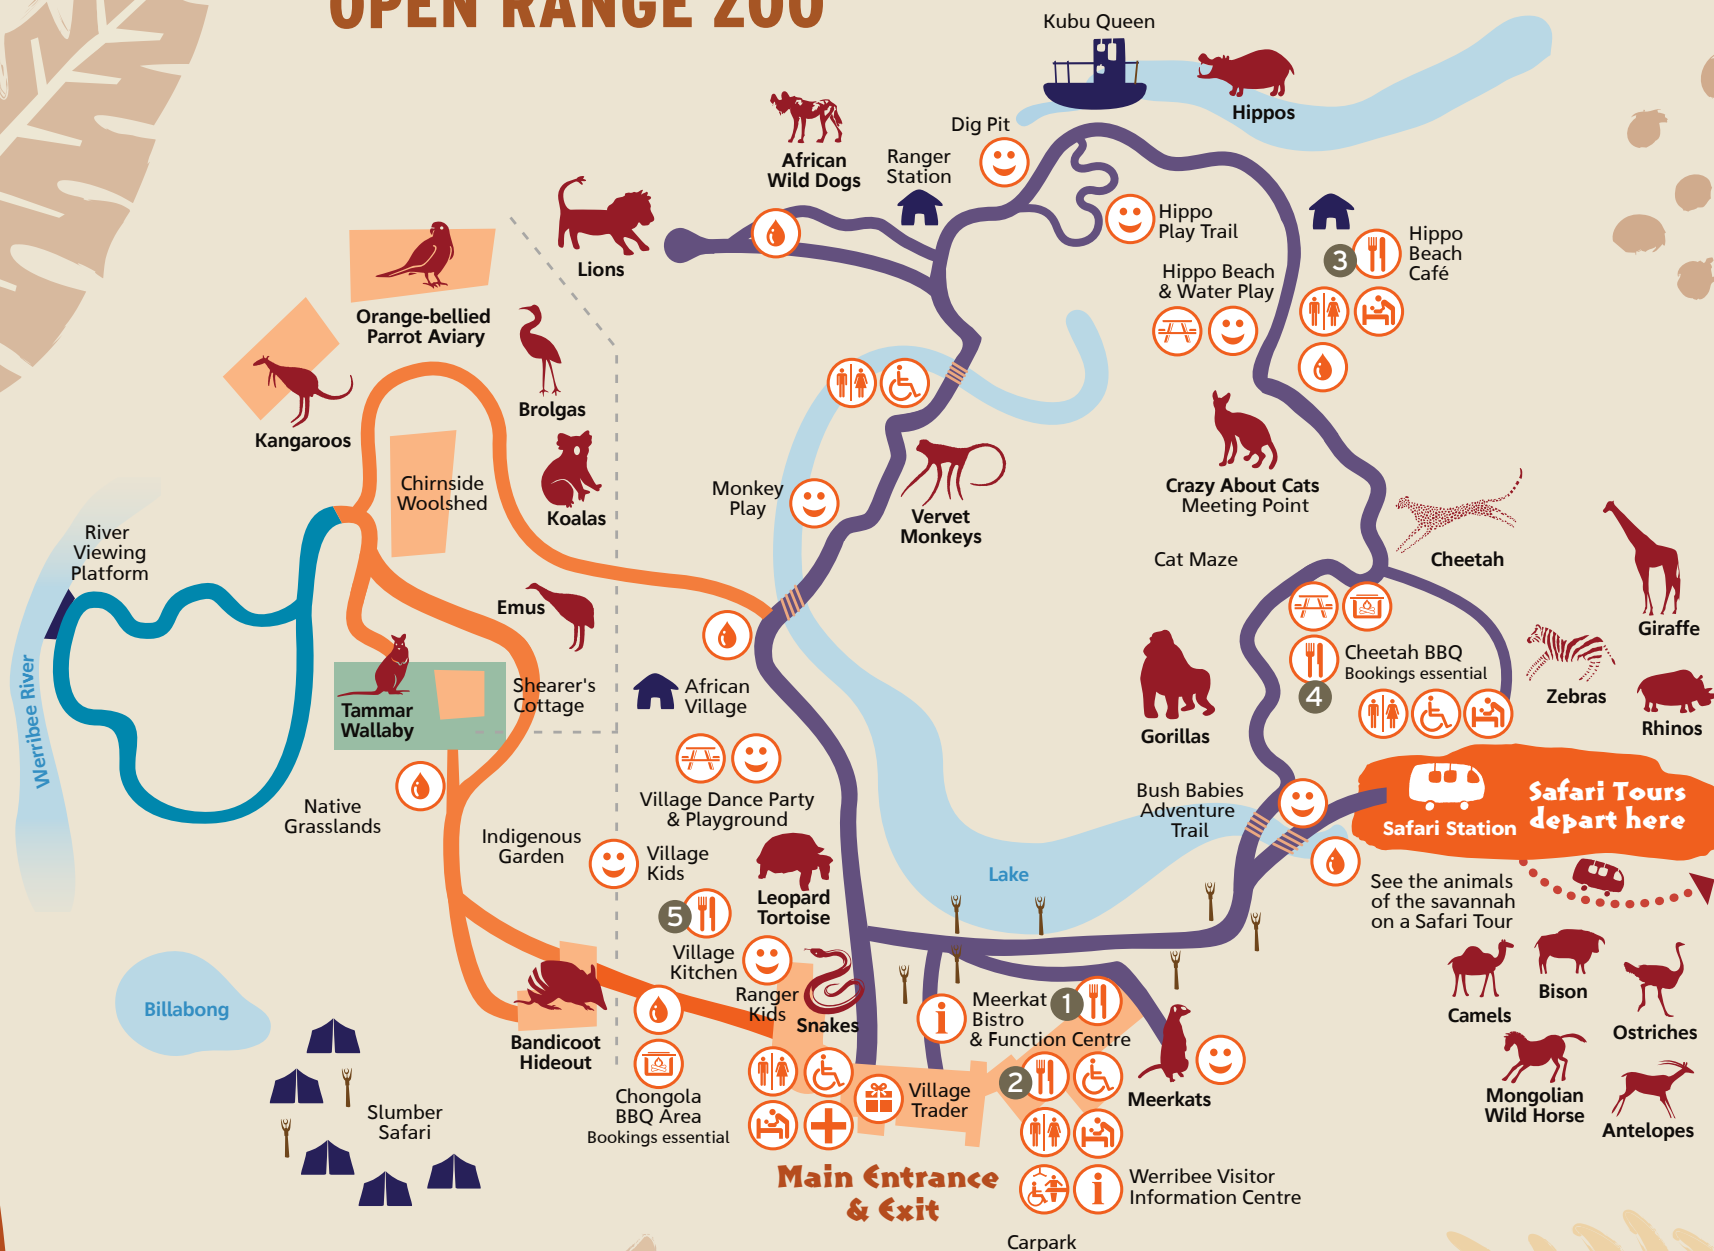 OPEN RANGE ZOO
Kubu Queen
Hippos
Dig Pit
African
Wild Dogs
Ranger
Station
Lions
Hippo
Play Trail
Hippo
Beach
Café
3
Hippo Beach
& Water Play
Orange-bellied
Parrot Aviary
Brolgas
Kangaroos
Chirnside
Woolshed
Koalas
Monkey
Play
Vervet
Monkeys
Crazy About Cats
Meeting Point
Cat Maze
Cheetah
Giraffe
River
Viewing
Platform
Emus
Werribee River
Tammar
Wallaby
Shearer's
Cottage
African
Village
Gorillas
Cheetah BBQ
Bookings essential
4
Zebras
Rhinos
Native
Grasslands
Village Dance Party
& Playground
Bush Babies
Adventure
Trail
Safari Station
Safari Tours
depart here
Indigenous
Garden
Village
Kids
Leopard
Tortoise
Lake
See the animals
of the savannah
on a Safari Tour
5
Village
Kitchen
Ranger
Kids
Snakes
Camels
Bison
Ostriches
Mongolian
Wild Horse
Antelopes
Billabong
Bandicoot
Hideout
Meerkat
Bistro
& Function Centre
1
2
Meerkats
Slumber
Safari
Chongola
BBQ Area
Bookings essential
Village
Trader
Main Entrance
& Exit
Werribee Visitor
Information Centre
Carpark